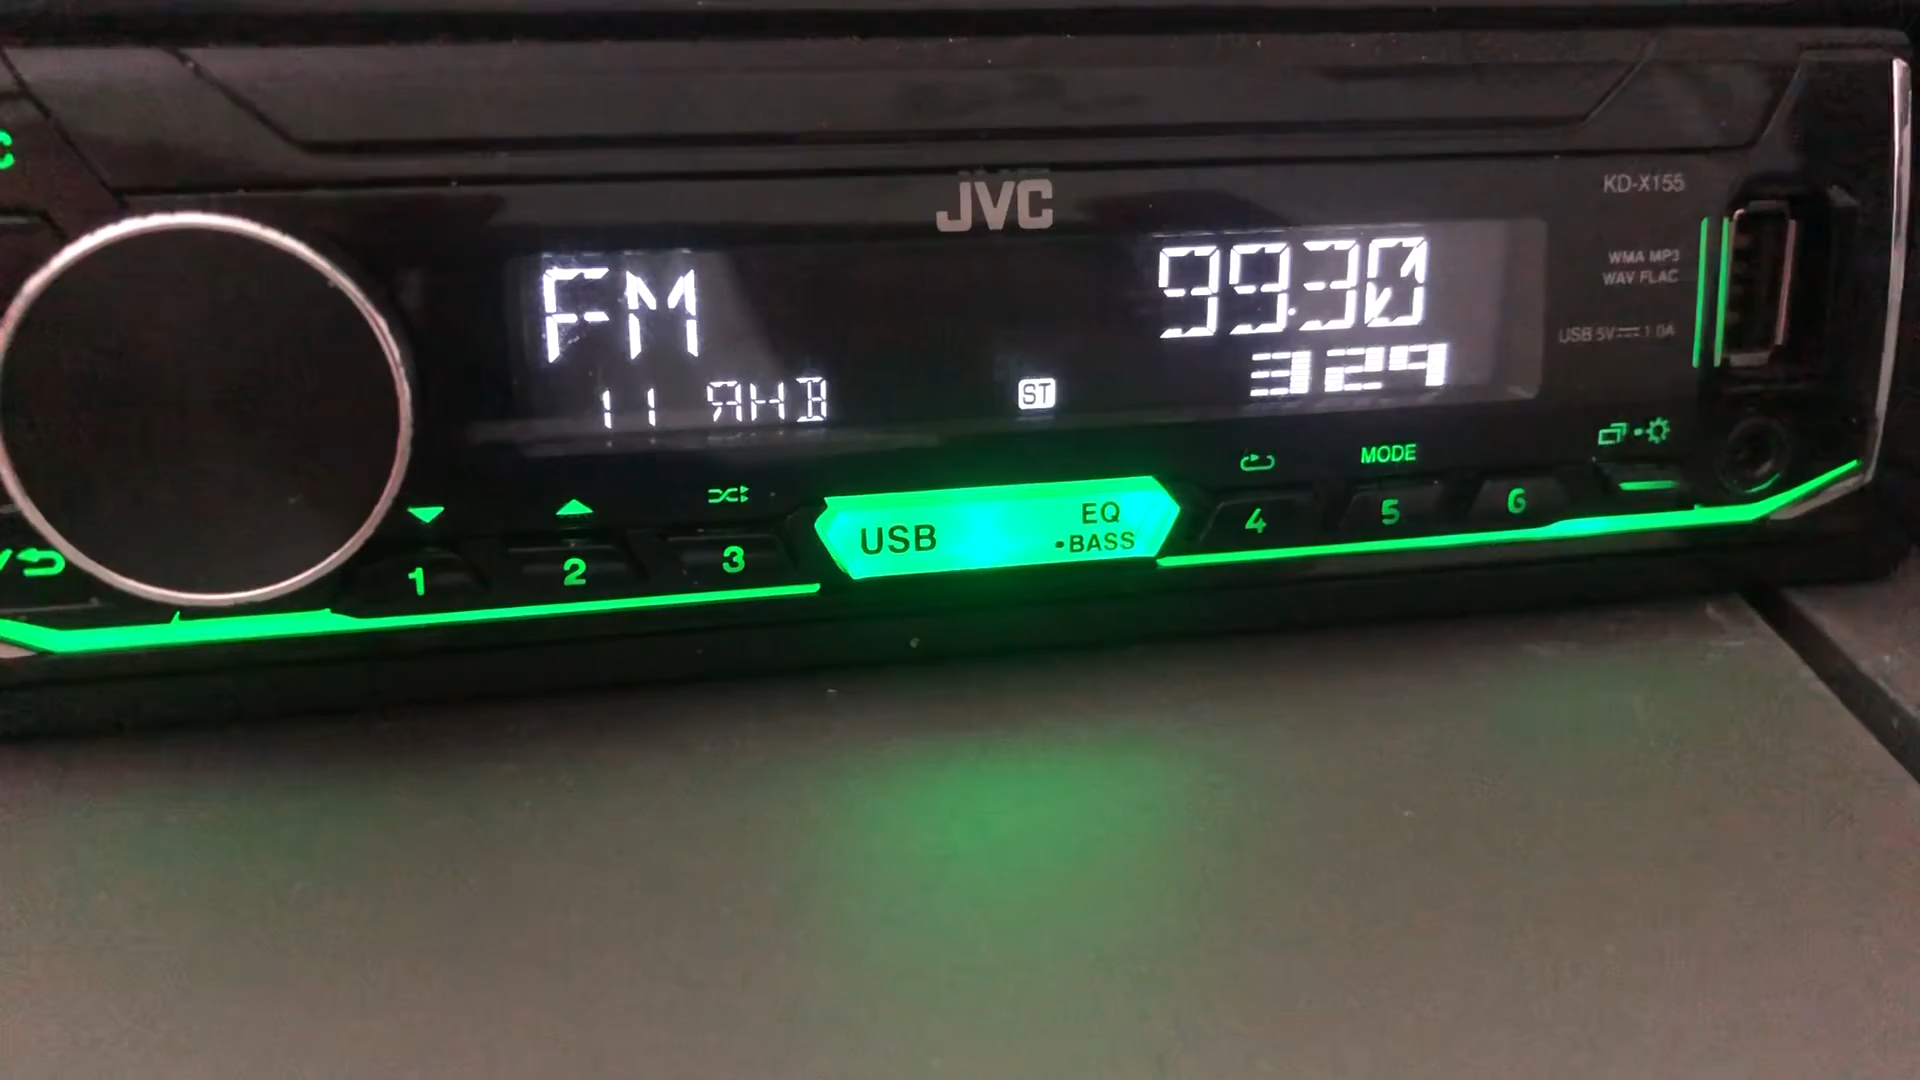 JVC
KD-X155
FM
99.30
WMA MP3
WAV FLAC
USB 5V⎓1.0A
11 ЯНВ
ST
3 29
MODE
1
2
3
USB
EQ
•BASS
4
5
6